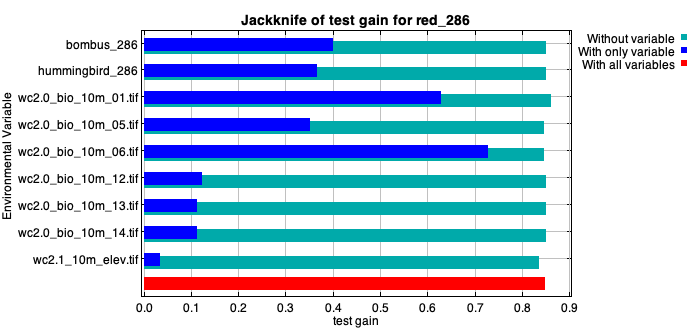 Jackknife of test gain for red_286
Without variable
With only variable
With all variables
Environmental Variable
bombus_286
hummingbird_286
wc2.0_bio_10m_01.tif
wc2.0_bio_10m_05.tif
wc2.0_bio_10m_06.tif
wc2.0_bio_10m_12.tif
wc2.0_bio_10m_13.tif
wc2.0_bio_10m_14.tif
wc2.1_10m_elev.tif
0.0 0.1 0.2 0.3 0.4 0.5 0.6 0.7 0.8 0.9
test gain